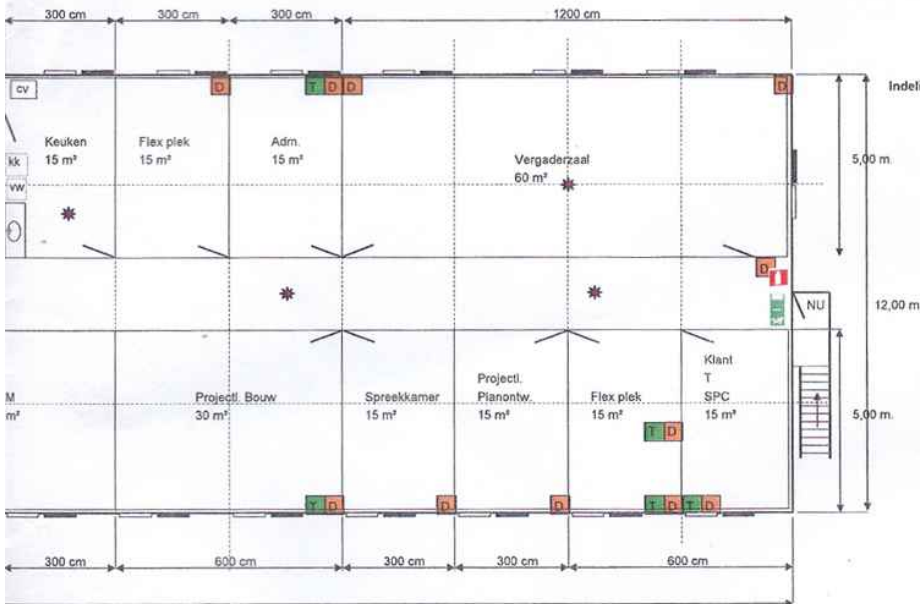 300 cm
300 cm
300 cm
1200 cm
CV
D
T D D
D
Indeli
Keuken
15 m²
Flex plek
15 m²
Adm.
15 m²
Vergaderzaal
60 m²
5,00 m.
kk
vw
D
NU
12,00 m
M
m²
Projectl. Bouw
30 m²
Spreekkamer
15 m²
Projectl.
Planontw.
15 m²
Flex plek
15 m²
Klant
T
SPC
15 m²
5,00 m.
T D
T D
D
D
T D
T D
300 cm
600 cm
300 cm
300 cm
600 cm